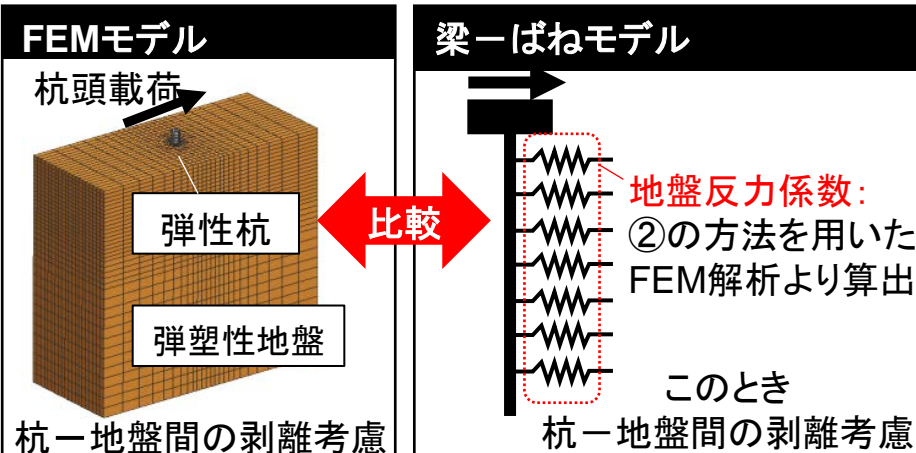 FEMモデル
杭頭載荷
弾性杭
弾塑性地盤
杭ー地盤間の剥離考慮
比較
梁ーばねモデル
地盤反力係数:
②の方法を用いた
FEM解析より算出
このとき
杭ー地盤間の剥離考慮